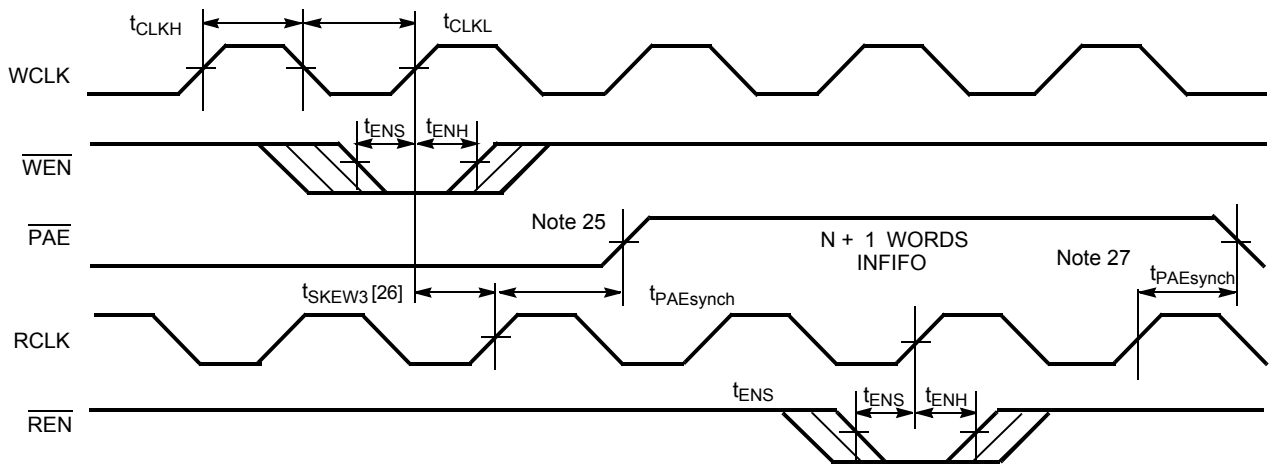 tCLKH
tCLKL
WCLK
tENS
tENH
WEN
Note 25
PAE
N + 1 WORDS
INFIFO
Note 27
tPAEsynch
tSKEW3 [26]
tPAEsynch
RCLK
tENS
tENS
tENH
REN